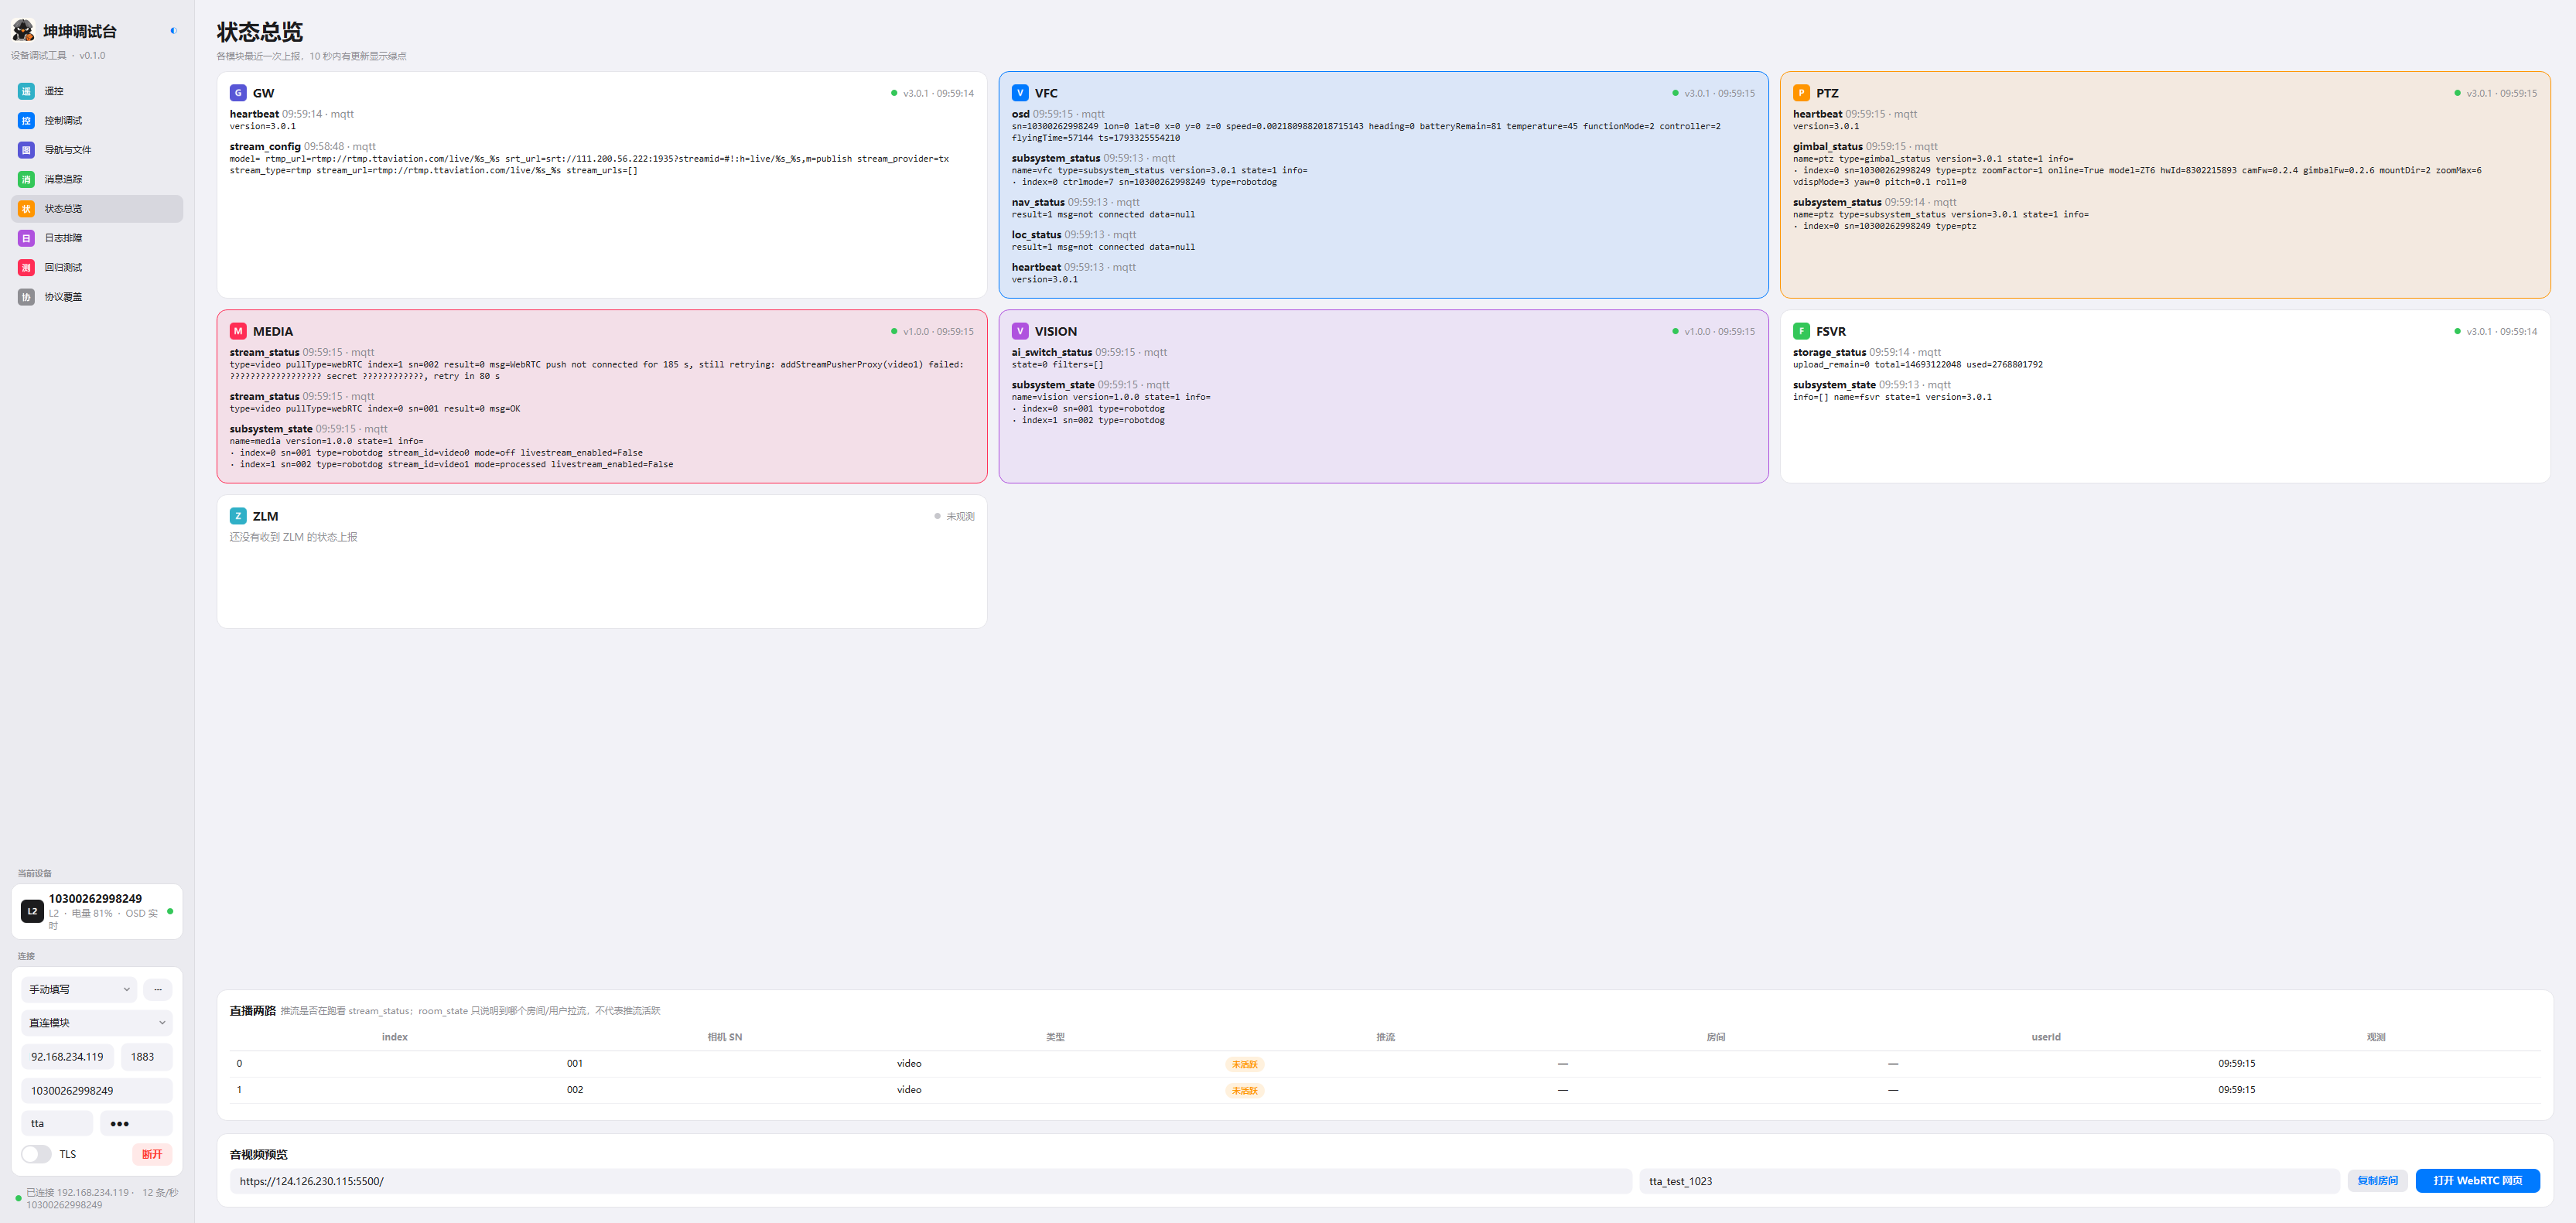 坤坤调试台
设备调试工具 · v0.1.0
遥 遥控
控 控制调试
图 导航与文件
消 消息追踪
状 状态总览
日 日志排障
测 回归测试
协 协议覆盖
当前设备
L2 10300262998249
L2 · 电量 81% · OSD 实时
连接
手动填写 ...
直连模块
92.168.234.119 1883
10300262998249
tta •••
TLS 断开
已连接 192.168.234.119 · 12 条/秒
10300262998249
状态总览
各模块最近一次上报，10 秒内有更新显示绿点
G GW v3.0.1 · 09:59:14
heartbeat 09:59:14 · mqtt
version=3.0.1
stream_config 09:58:48 · mqtt
model= rtmp_url=rtmp://rtmp.ttaviation.com/live/%s_%s srt_url=srt://111.200.56.222:1935?streamid=#!:h=live/%s_%s,m=publish stream_provider=tx
stream_type=rtmp stream_url=rtmp://rtmp.ttaviation.com/live/%s_%s stream_urls=[]
V VFC v3.0.1 · 09:59:15
osd 09:59:15 · mqtt
sn=10300262998249 lon=0 lat=0 x=0 y=0 z=0 speed=0.0021809882018715143 heading=0 batteryRemain=81 temperature=45 functionMode=2 controller=2
flyingTime=57144 ts=1793325554210
subsystem_status 09:59:13 · mqtt
name=vfc type=subsystem_status version=3.0.1 state=1 info=
· index=0 ctrlmode=7 sn=10300262998249 type=robotdog
nav_status 09:59:13 · mqtt
result=1 msg=not connected data=null
loc_status 09:59:13 · mqtt
result=1 msg=not connected data=null
heartbeat 09:59:13 · mqtt
version=3.0.1
P PTZ v3.0.1 · 09:59:15
heartbeat 09:59:15 · mqtt
version=3.0.1
gimbal_status 09:59:15 · mqtt
name=ptz type=gimbal_status version=3.0.1 state=1 info=
· index=0 sn=10300262998249 type=ptz zoomFactor=1 online=True model=ZT6 hwId=8302215893 camFw=0.2.4 gimbalFw=0.2.6 mountDir=2 zoomMax=6
vdispMode=3 yaw=0 pitch=0.1 roll=0
subsystem_status 09:59:14 · mqtt
name=ptz type=subsystem_status version=3.0.1 state=1 info=
· index=0 sn=10300262998249 type=ptz
M MEDIA v1.0.0 · 09:59:15
stream_status 09:59:15 · mqtt
type=video pullType=webRTC index=1 sn=002 result=0 msg=WebRTC push not connected for 185 s, still retrying: addStreamPusherProxy(video1) failed:
?????????????????? secret ????????????, retry in 80 s
stream_status 09:59:15 · mqtt
type=video pullType=webRTC index=0 sn=001 result=0 msg=OK
subsystem_state 09:59:15 · mqtt
name=media version=1.0.0 state=1 info=
· index=0 sn=001 type=robotdog stream_id=video0 mode=off livestream_enabled=False
· index=1 sn=002 type=robotdog stream_id=video1 mode=processed livestream_enabled=False
V VISION v1.0.0 · 09:59:15
ai_switch_status 09:59:15 · mqtt
state=0 filters=[]
subsystem_state 09:59:15 · mqtt
name=vision version=1.0.0 state=1 info=
· index=0 sn=001 type=robotdog
· index=1 sn=002 type=robotdog
F FSVR v3.0.1 · 09:59:14
storage_status 09:59:14 · mqtt
upload_remain=0 total=14693122048 used=2768801792
subsystem_state 09:59:13 · mqtt
info=[] name=fsvr state=1 version=3.0.1
Z ZLM 未观测
还没有收到 ZLM 的状态上报
直播两路 推流是否在跑看 stream_status；room_state 只说明到哪个房间/用户拉流，不代表推流活跃
index 相机 SN 类型 推流 房间 userId 观测
0 001 video 未活跃 — — 09:59:15
1 002 video 未活跃 — — 09:59:15
音视频预览
https://124.126.230.115:5500/ tta_test_1023 复制房间 打开 WebRTC 网页